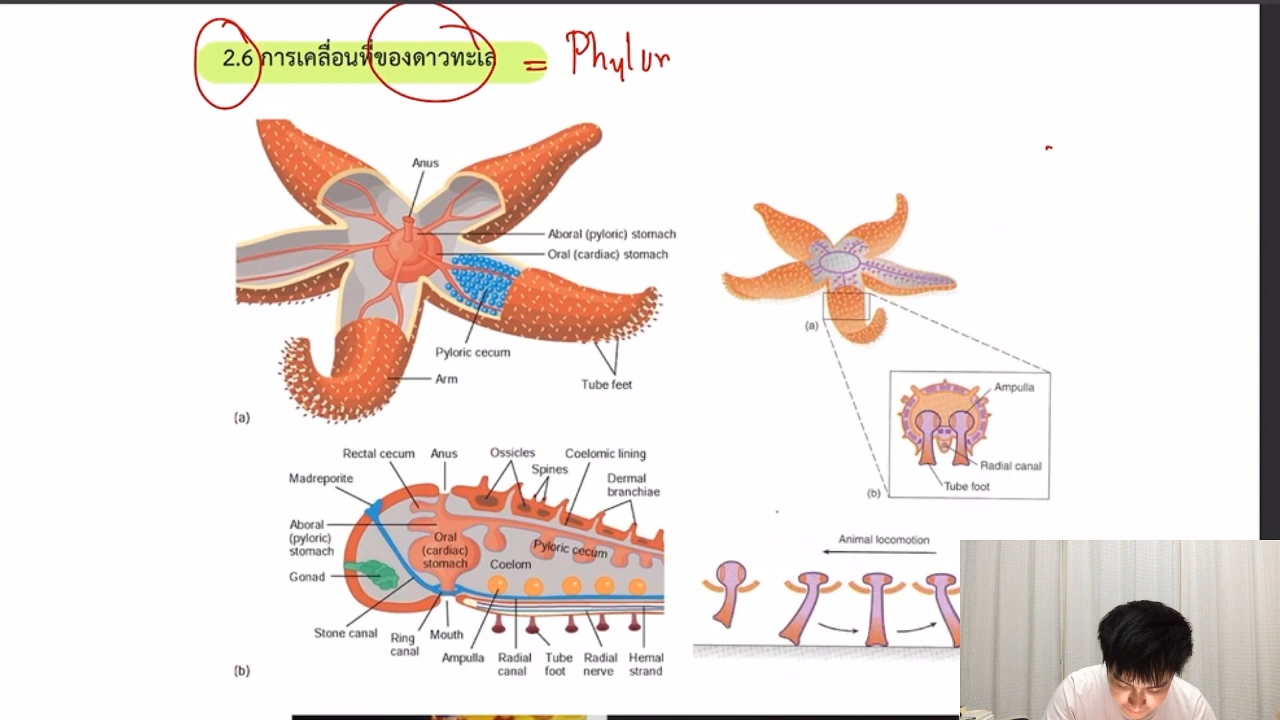 2.6 การเคลื่อนที่ของดาวทะเล = Phylum
Anus
Aboral (pyloric) stomach
Oral (cardiac) stomach
Pyloric cecum
Arm
Tube feet
(a)
Rectal cecum
Anus
Ossicles
Coelomic lining
Spines
Madreporite
Dermal
branchiae
Aboral
(pyloric)
stomach
Oral
(cardiac)
stomach
Pyloric cecum
Coelom
Gonad
Stone canal
Ring
canal
Mouth
Ampulla
Radial
canal
Tube
foot
Radial
nerve
Hemal
strand
(b)
(a)
Ampulla
Radial canal
Tube foot
(b)
Animal locomotion